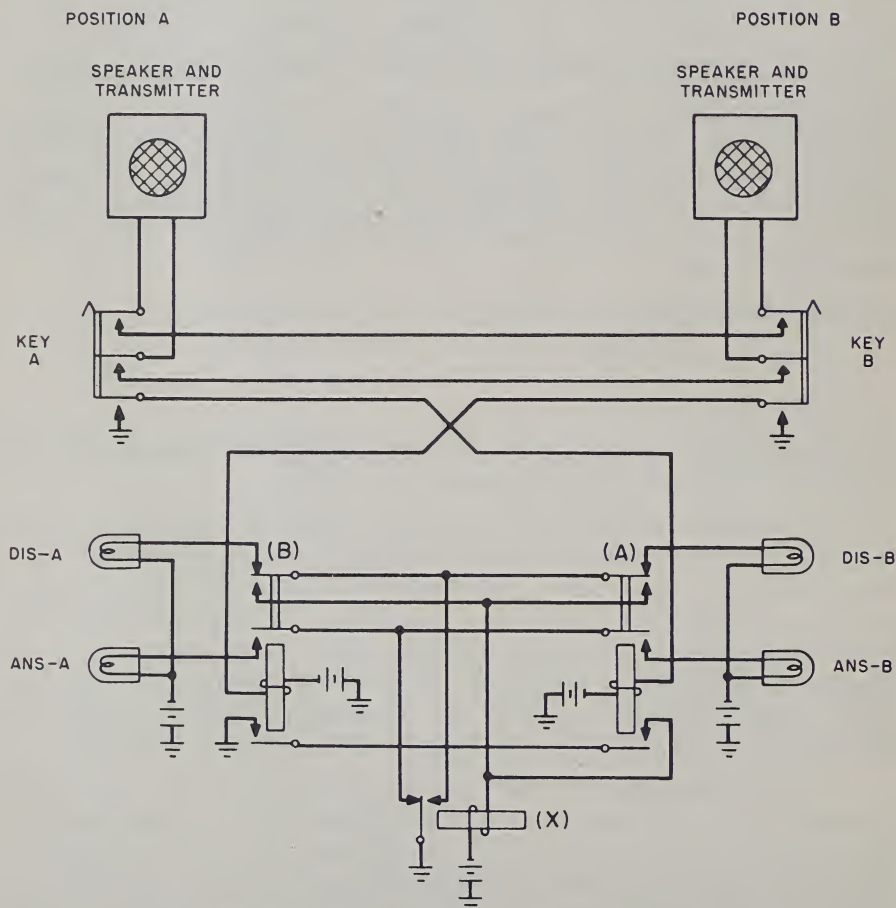 POSITION A
POSITION B
SPEAKER AND
TRANSMITTER
SPEAKER AND
TRANSMITTER
KEY
A
KEY
B
DIS-A
(B)
(A)
DIS-B
ANS-A
ANS-B
(X)